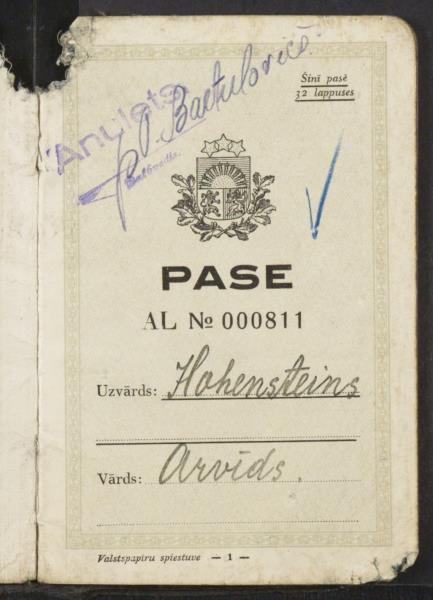 Šinī pasē
32 lappuses
Anulēts
PASE
AL № 000811
Uzvārds: Hohensteins
Vārds: Arvīds.
Valstspapīru spiestuve — 1 —